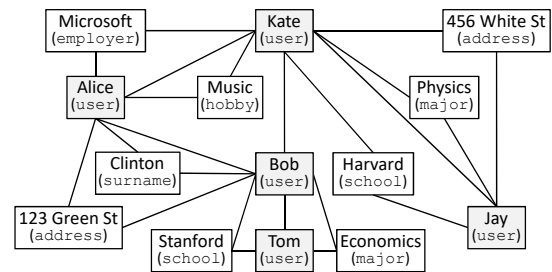 Microsoft
(employer)
Kate
(user)
456 White St
(address)
Alice
(user)
Music
(hobby)
Physics
(major)
Clinton
(surname)
Bob
(user)
Harvard
(school)
123 Green St
(address)
Stanford
(school)
Tom
(user)
Economics
(major)
Jay
(user)